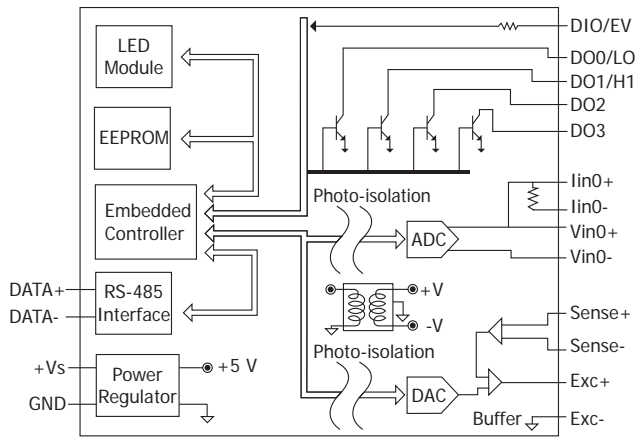 LED
Module
EEPROM
Embedded
Controller
DATA+
DATA-
RS-485
Interface
+Vs
GND
Power
Regulator
+5 V
Photo-isolation
ADC
+V
-V
Photo-isolation
DAC
Buffer
DIO/EV
DO0/LO
DO1/H1
DO2
DO3
Iin0+
Iin0-
Vin0+
Vin0-
Sense+
Sense-
Exc+
Exc-